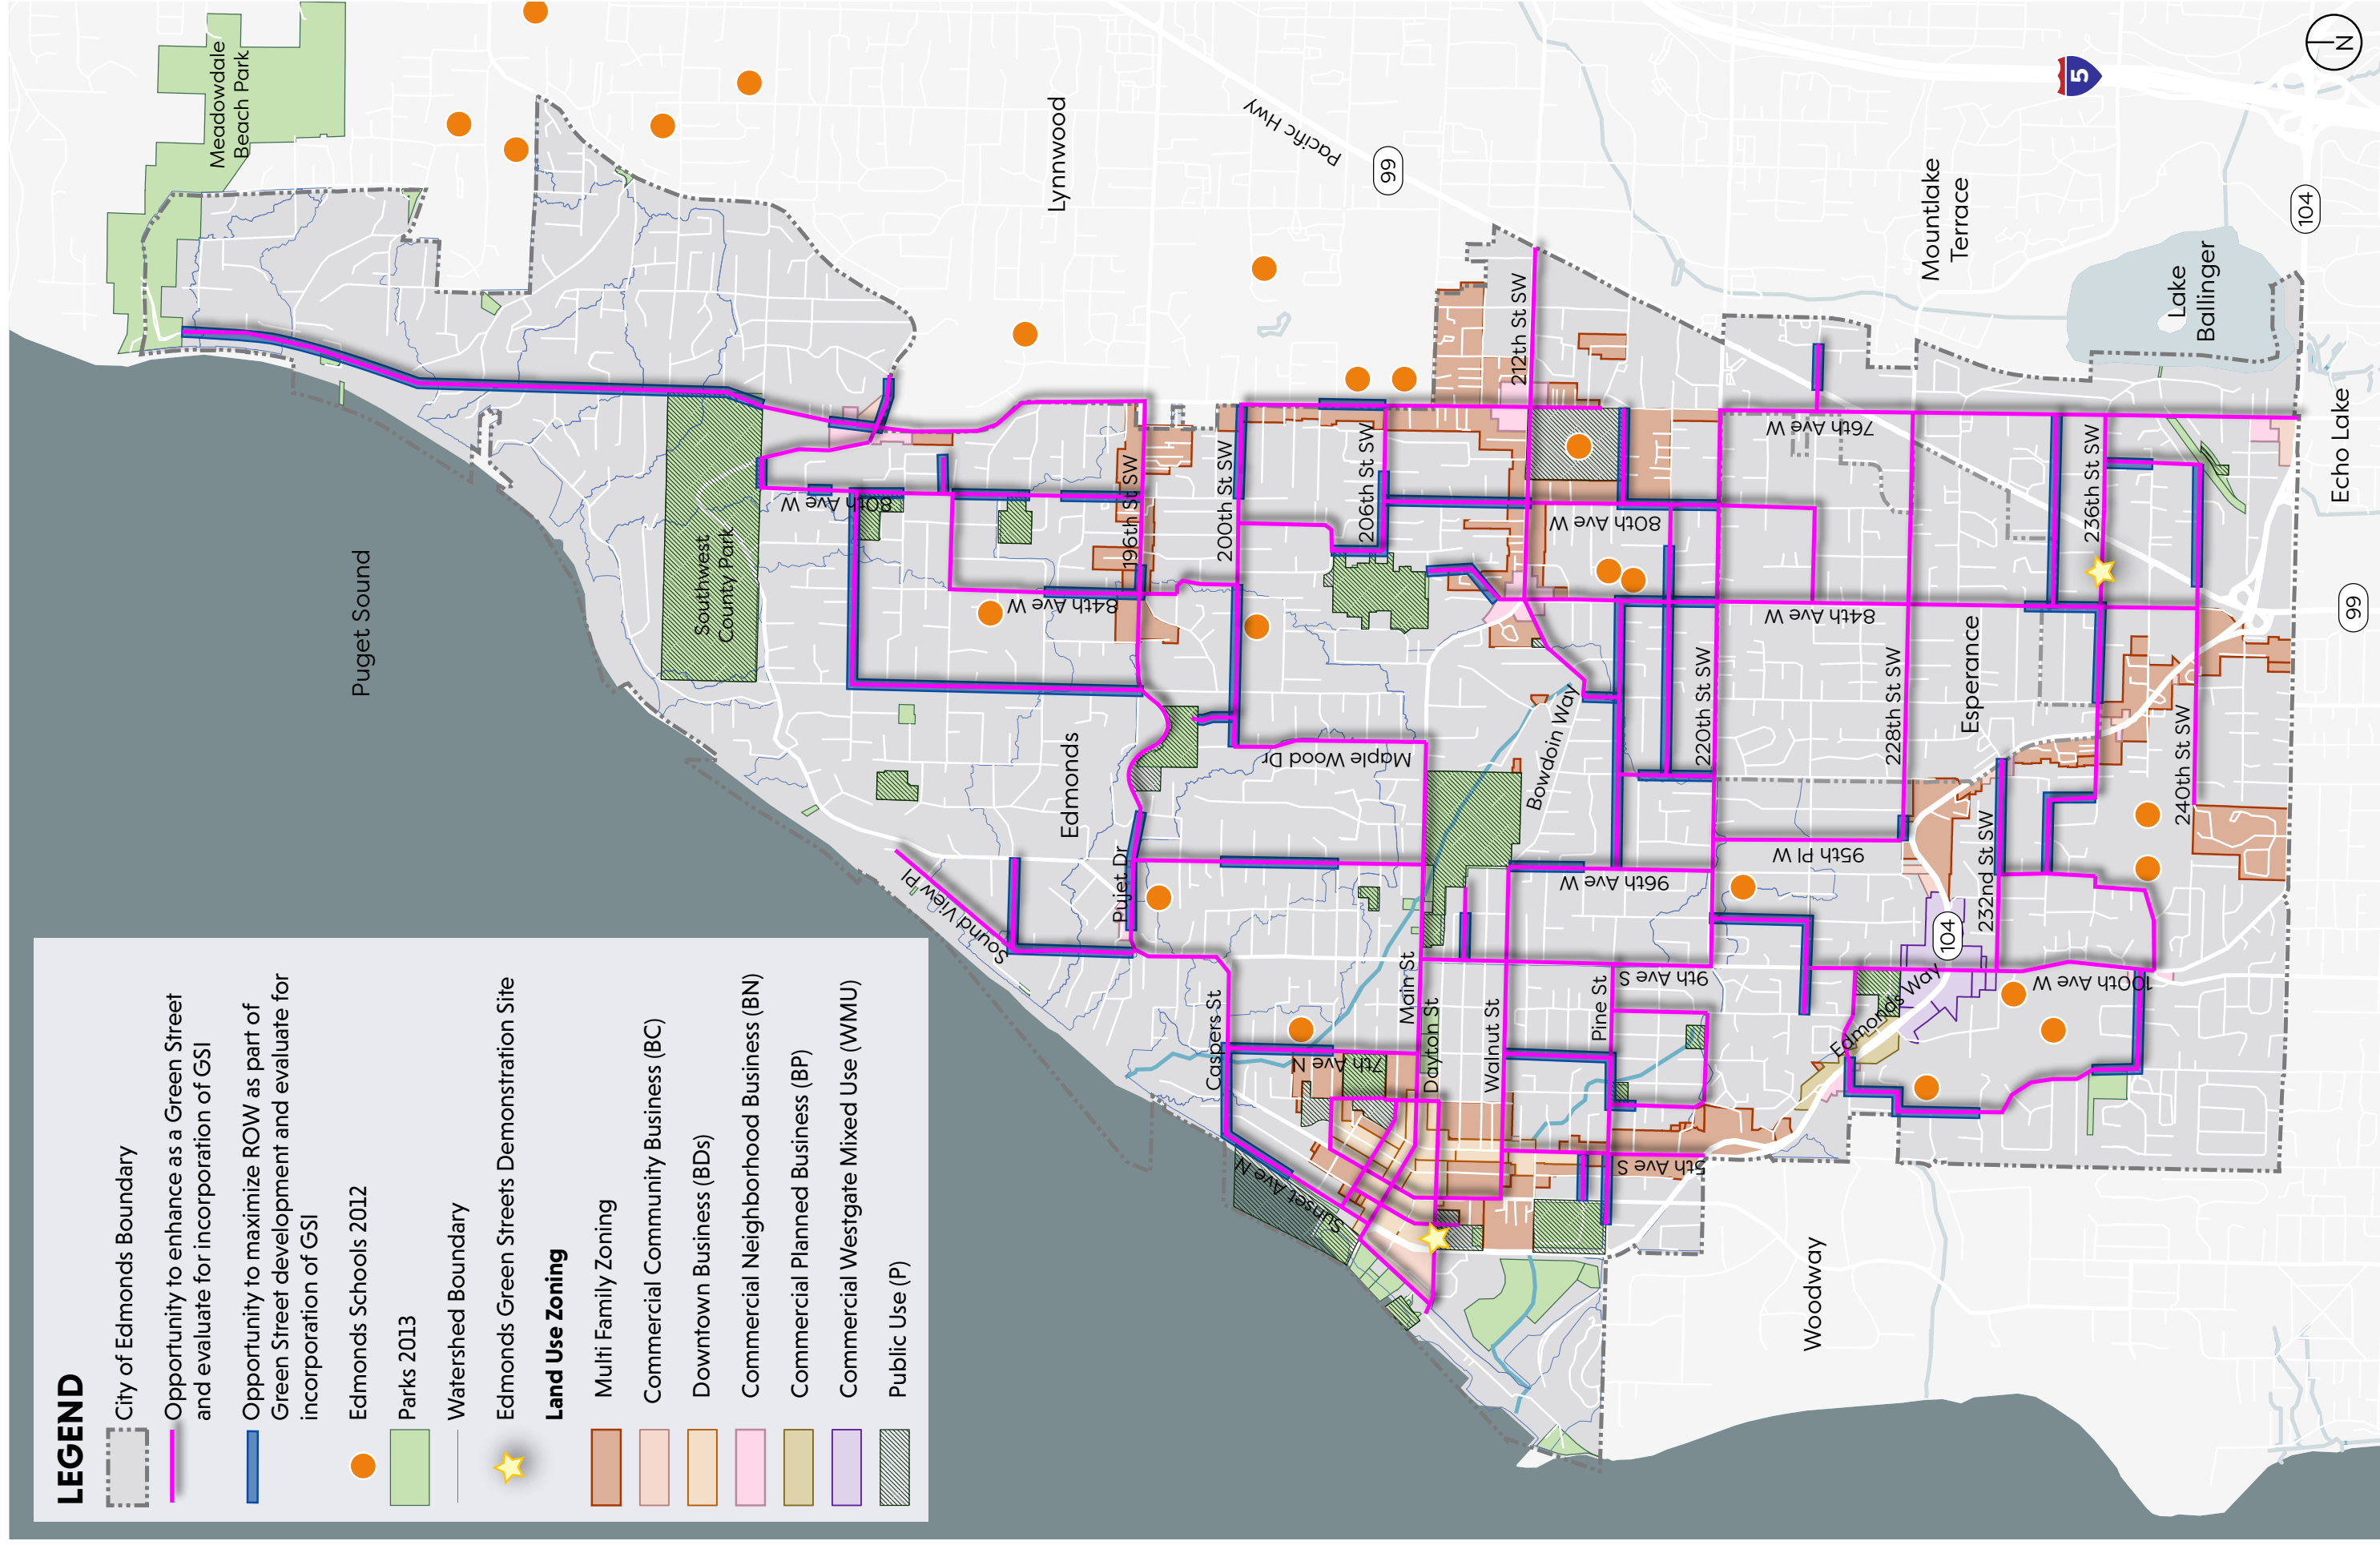 LEGEND
City of Edmonds Boundary
Opportunity to enhance as a Green Street
and evaluate for incorporation of GSI
Opportunity to maximize ROW as part of
Green Street development and evaluate for
incorporation of GSI
Edmonds Schools 2012
Parks 2013
Watershed Boundary
Edmonds Green Streets Demonstration Site
Land Use Zoning
Multi Family Zoning
Commercial Community Business (BC)
Downtown Business (BDs)
Commercial Neighborhood Business (BN)
Commercial Planned Business (BP)
Commercial Westgate Mixed Use (WMU)
Public Use (P)
Meadowdale
Beach Park
Puget Sound
Southwest
County Park
Lynnwood
Pacific Hwy
99
5
N
104
Mountlake
Terrace
Lake
Ballinger
Echo Lake
99
Edmonds
Esperance
Woodway
104
80th Ave W
84th Ave W
196th St SW
200th St SW
206th St SW
212th St SW
76th Ave W
80th Ave W
84th Ave W
220th St SW
228th St SW
236th St SW
240th St SW
232nd St SW
Maple Wood Dr
Bowdoin Way
Pujet Dr
Sound View Pl
96th Ave W
95th Pl W
Caspers St
Main St
Dayton St
Walnut St
Pine St
9th Ave S
7th Ave N
Sunset Ave N
5th Ave S
Edmonds Way
100th Ave W